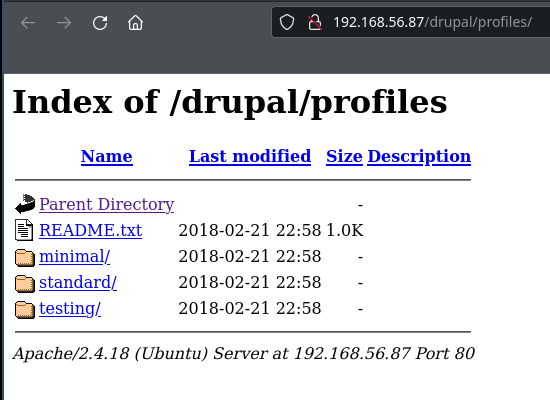 192.168.56.87/drupal/profiles/
Index of /drupal/profiles
Name Last modified Size Description
Parent Directory -
README.txt 2018-02-21 22:58 1.0K
minimal/ 2018-02-21 22:58 -
standard/ 2018-02-21 22:58 -
testing/ 2018-02-21 22:58 -
Apache/2.4.18 (Ubuntu) Server at 192.168.56.87 Port 80